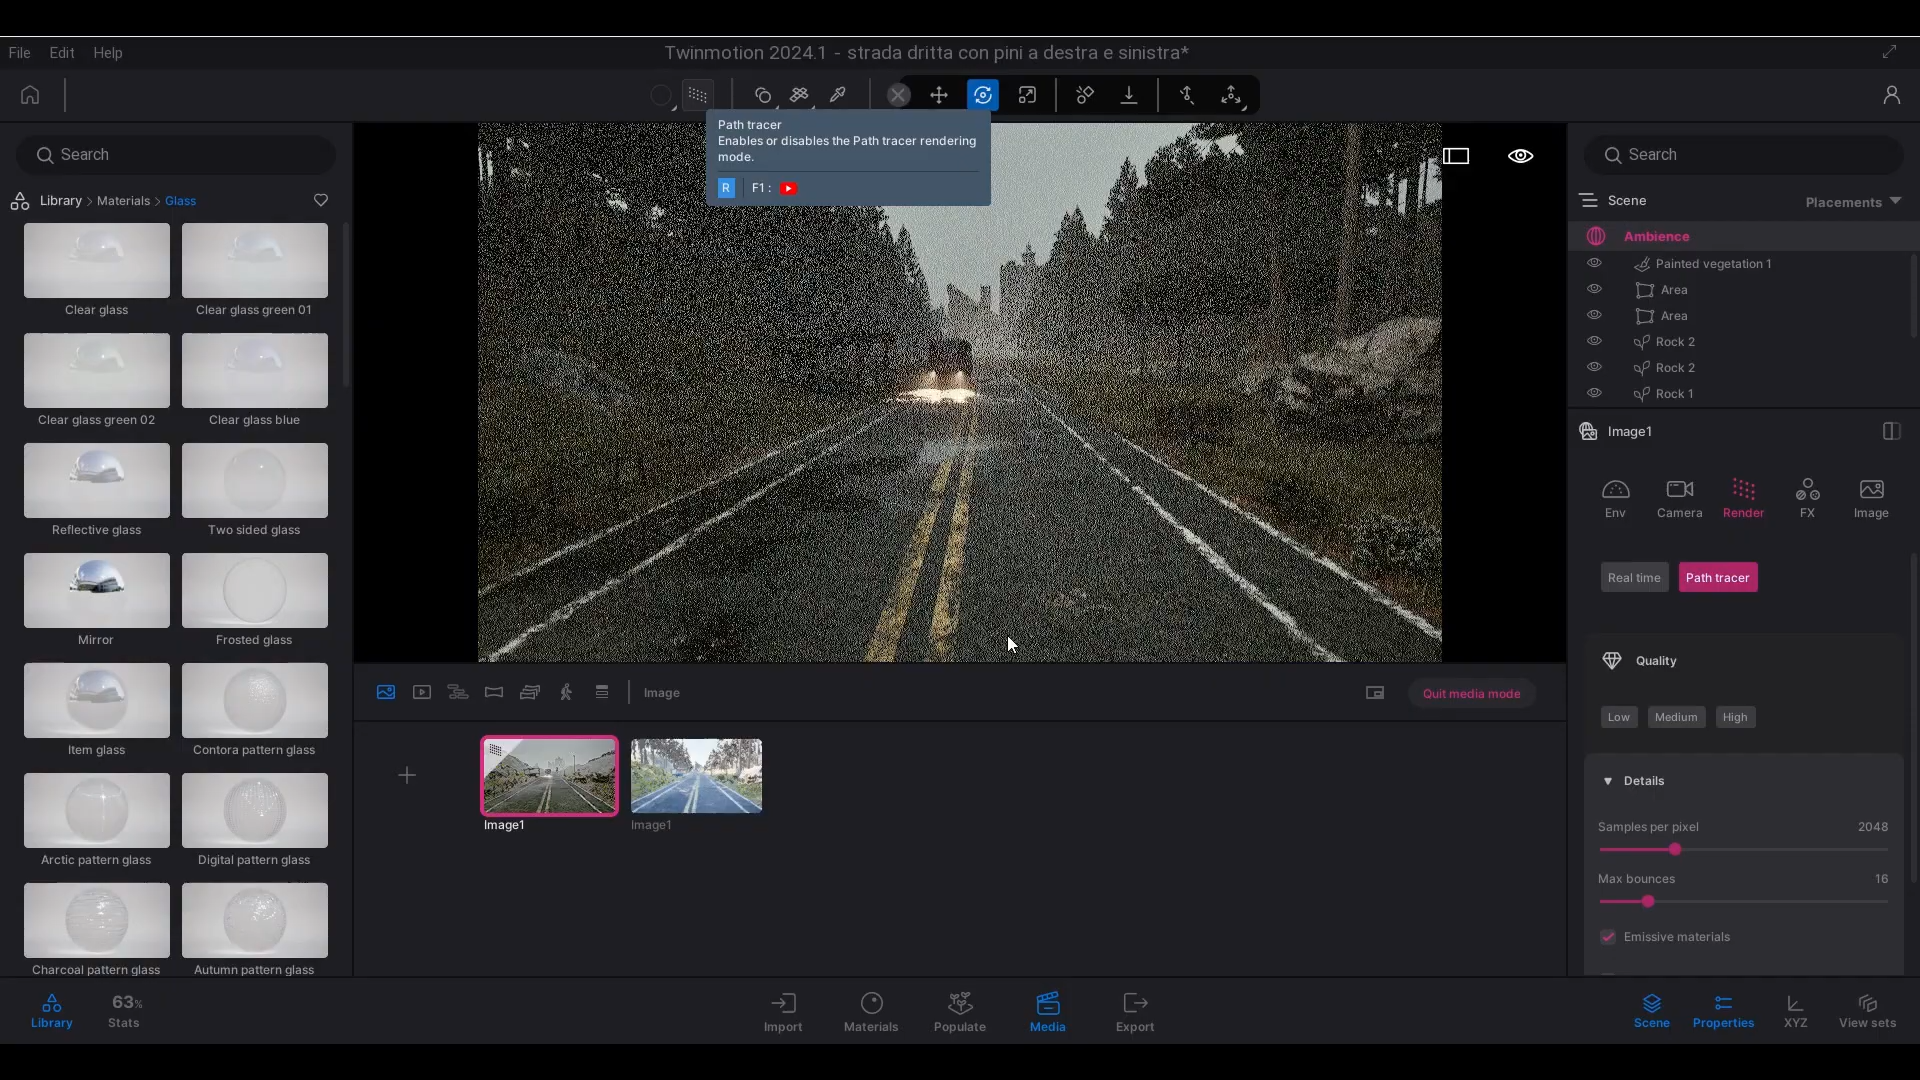 File Edit Help
Twinmotion 2024.1 - strada dritta con pini a destra e sinistra*
Path tracer
Enables or disables the Path tracer rendering
mode.
R F1 :
Search
Library > Materials > Glass
Clear glass
Clear glass green 01
Clear glass green 02
Clear glass blue
Reflective glass
Two sided glass
Mirror
Frosted glass
Item glass
Contora pattern glass
Arctic pattern glass
Digital pattern glass
Charcoal pattern glass
Autumn pattern glass
Image
Quit media mode
Image1
Image1
Search
Scene
Placements
Ambience
Painted vegetation 1
Area
Area
Rock 2
Rock 2
Rock 1
Image1
Env
Camera
Render
FX
Image
Real time
Path tracer
Quality
Low
Medium
High
Details
Samples per pixel 2048
Max bounces 16
Emissive materials
Library
63%
Stats
Import
Materials
Populate
Media
Export
Scene
Properties
XYZ
View sets